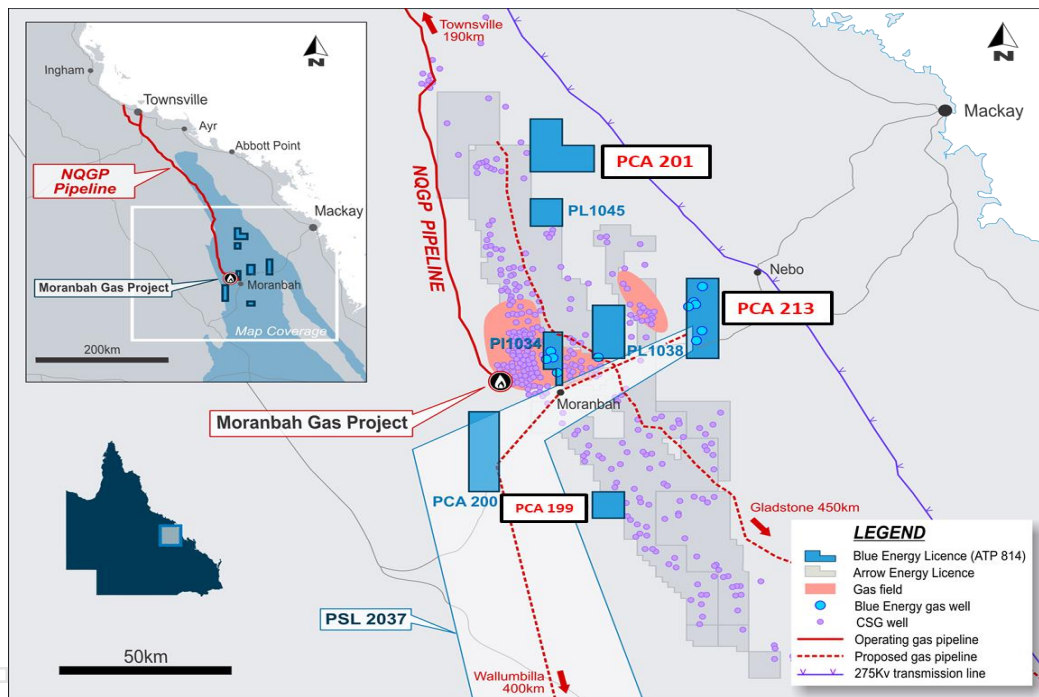 Townsville
190km
N
N
Ingham
Townsville
Ayr
Abbott Point
NQGP
Pipeline
Mackay
Moranbah Gas Project
Moranbah
Map Coverage
200km
Mackay
PCA 201
NQGP PIPELINE
PL1045
Nebo
PCA 213
Pl1034
PL1038
Moranbah
Moranbah Gas Project
PCA 200
PCA 199
Gladstone 450km
PSL 2037
50km
Wallumbilla
400km
LEGEND
Blue Energy Licence (ATP 814)
Arrow Energy Licence
Gas field
Blue Energy gas well
CSG well
Operating gas pipeline
Proposed gas pipeline
275Kv transmission line